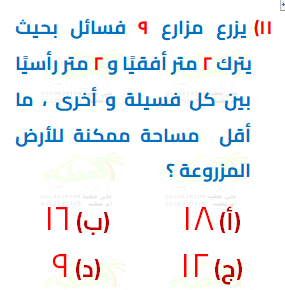 ١١) يزرع مزارع ٩ فسائل بحيث
يترك ٢ متر أفقيًا و ٢ متر رأسيًا
بين كل فسيلة و أخرى ، ما
أقل مساحة ممكنة للأرض
المزروعة ؟
(أ) ١٨ (ب) ١٦
(ج) ١٢ (د) ٩